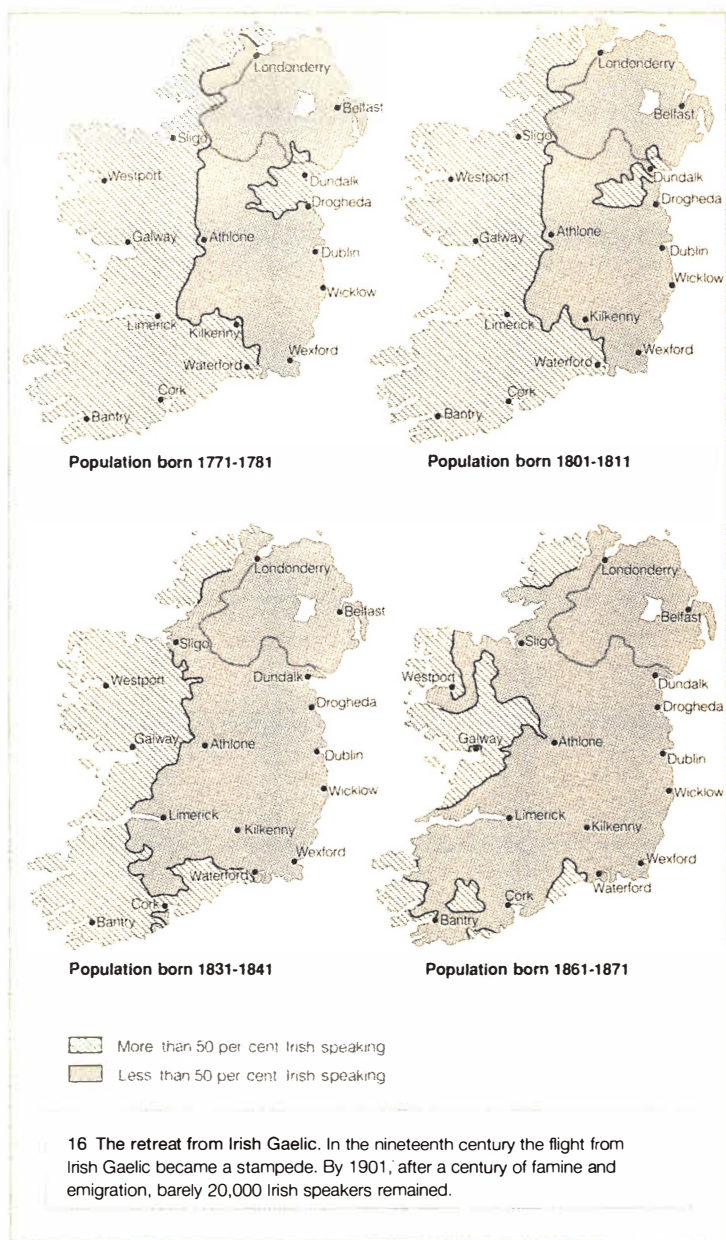 Londonderry
Belfast
Sligo
Westport
Dundalk
Drogheda
Galway
Athlone
Dublin
Wicklow
Limerick
Kilkenny
Wexford
Waterford
Cork
Bantry
Population born 1771-1781
Londonderry
Belfast
Sligo
Westport
Dundalk
Drogheda
Galway
Athlone
Dublin
Wicklow
Limerick
Kilkenny
Wexford
Waterford
Cork
Bantry
Population born 1801-1811
Londonderry
Belfast
Sligo
Westport
Dundalk
Drogheda
Galway
Athlone
Dublin
Wicklow
Limerick
Kilkenny
Wexford
Waterford
Cork
Bantry
Population born 1831-1841
Londonderry
Belfast
Sligo
Westport
Dundalk
Drogheda
Galway
Athlone
Dublin
Wicklow
Limerick
Kilkenny
Wexford
Waterford
Cork
Bantry
Population born 1861-1871
More than 50 per cent Irish speaking
Less than 50 per cent Irish speaking
16 The retreat from Irish Gaelic. In the nineteenth century the flight from
Irish Gaelic became a stampede. By 1901, after a century of famine and
emigration, barely 20,000 Irish speakers remained.